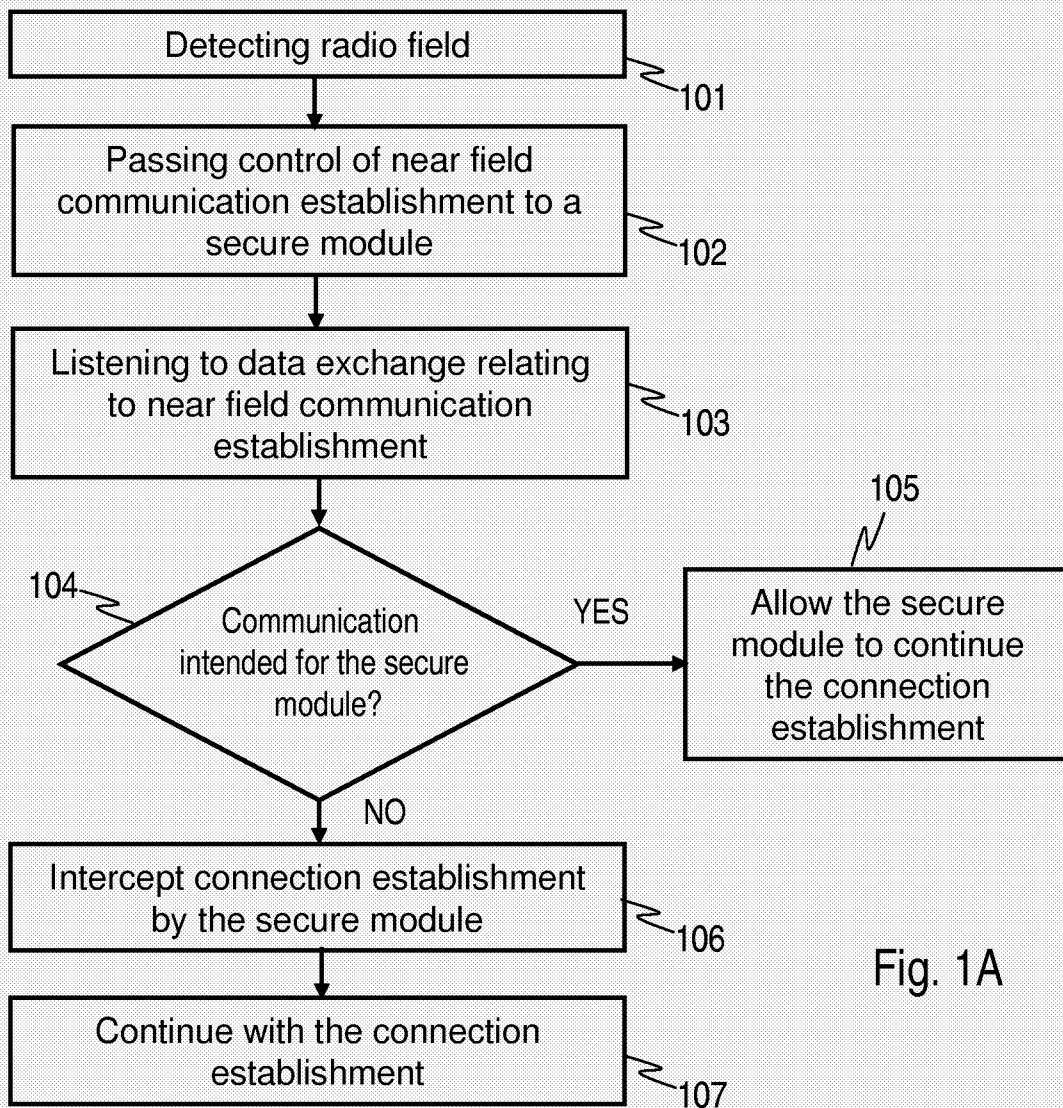 Detecting radio field
101
Passing control of near field
communication establishment to a
secure module
102
Listening to data exchange relating
to near field communication
establishment
103
104
Communication
intended for the secure
module?
YES
105
Allow the secure
module to continue
the connection
establishment
NO
Intercept connection establishment
by the secure module
106
Continue with the connection
establishment
107
Fig. 1A